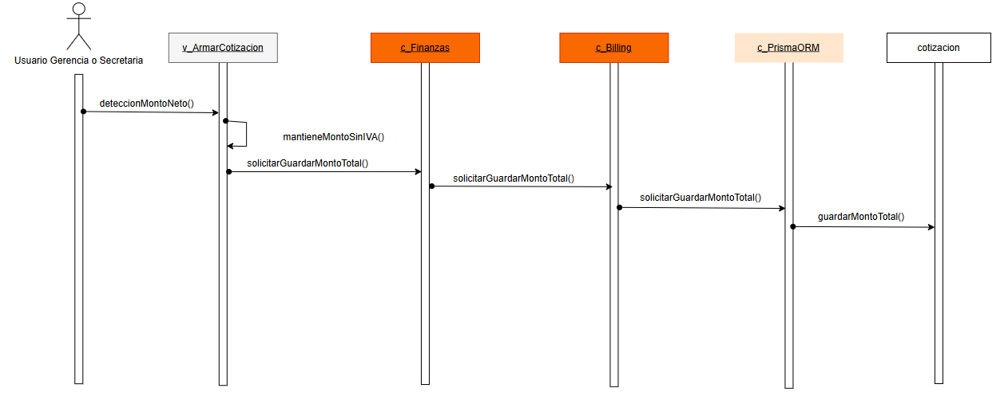 Usuario Gerencia o Secretaria
v_ArmarCotizacion
c_Finanzas
c_Billing
c_PrismaORM
cotizacion
deteccionMontoNeto()
mantieneMontoSinIVA()
solicitarGuardarMontoTotal()
solicitarGuardarMontoTotal()
solicitarGuardarMontoTotal()
guardarMontoTotal()